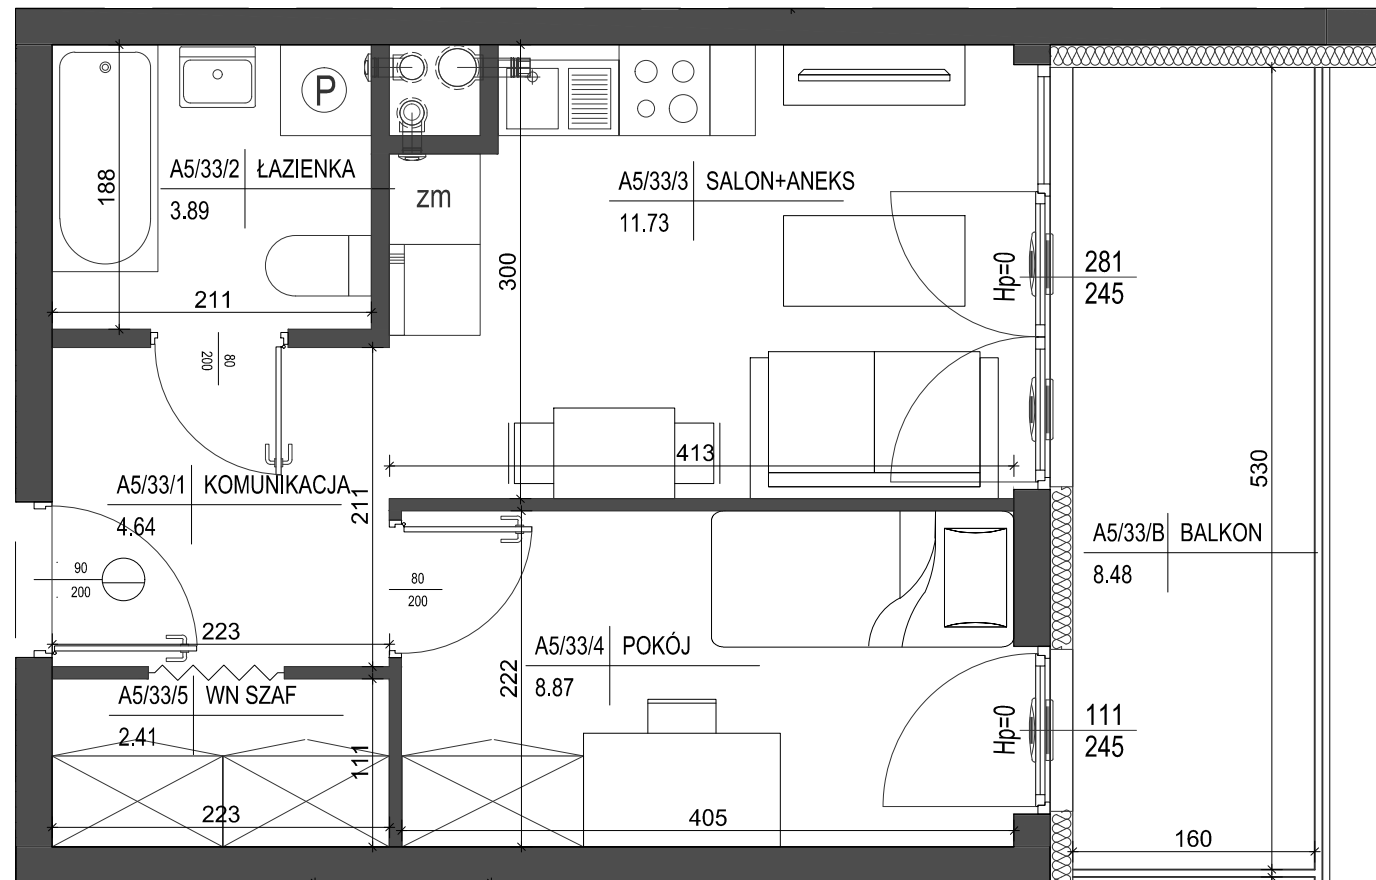 P
A5/33/2 ŁAZIENKA
3.89
188
211
zm
A5/33/3 SALON+ANEKS
11.73
300
Hp=0
281
245
80
200
413
A5/33/1 KOMUNIKACJA
4.64
211
530
A5/33/B BALKON
8.48
90
200
80
200
223
A5/33/4 POKÓJ
8.87
222
A5/33/5 WN SZAF
2.41
111
Hp=0
111
245
223
405
160